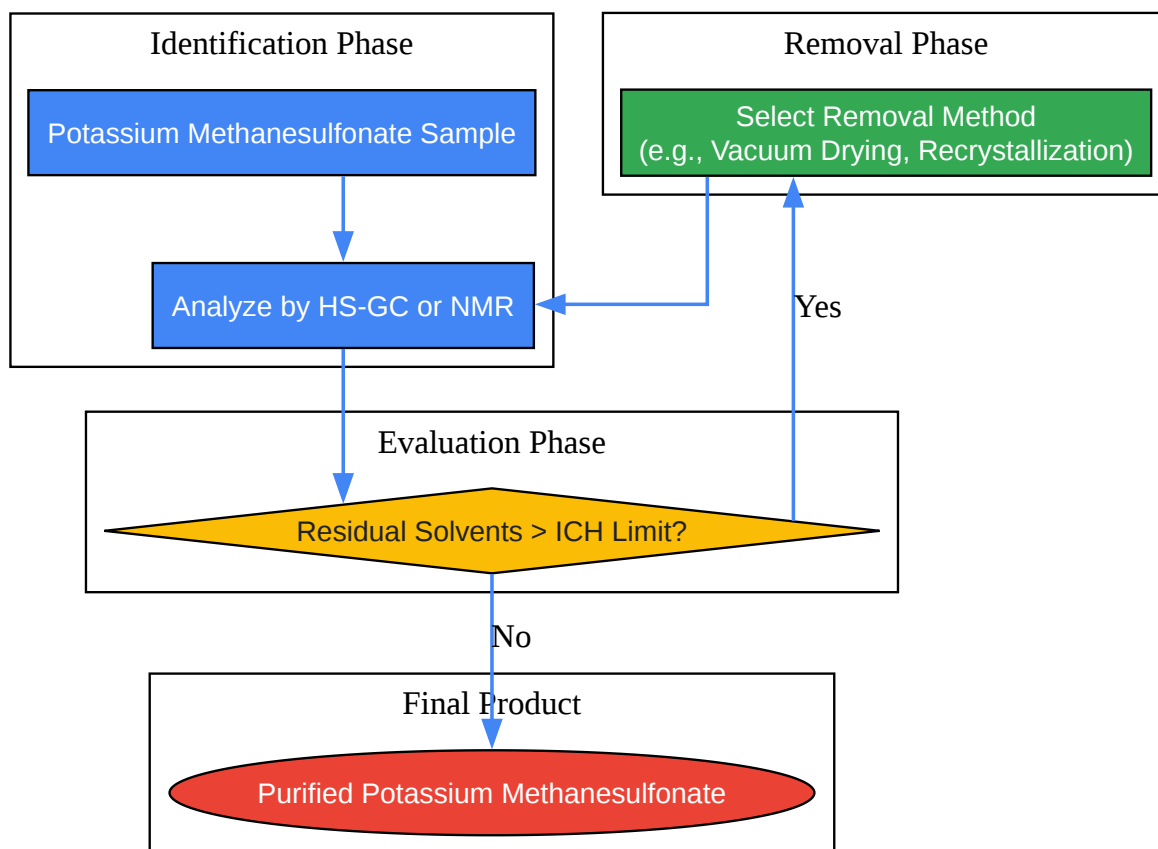 Identification Phase
Potassium Methanesulfonate Sample
Analyze by HS-GC or NMR
Removal Phase
Select Removal Method
(e.g., Vacuum Drying, Recrystallization)
Yes
Evaluation Phase
Residual Solvents > ICH Limit?
No
Final Product
Purified Potassium Methanesulfonate